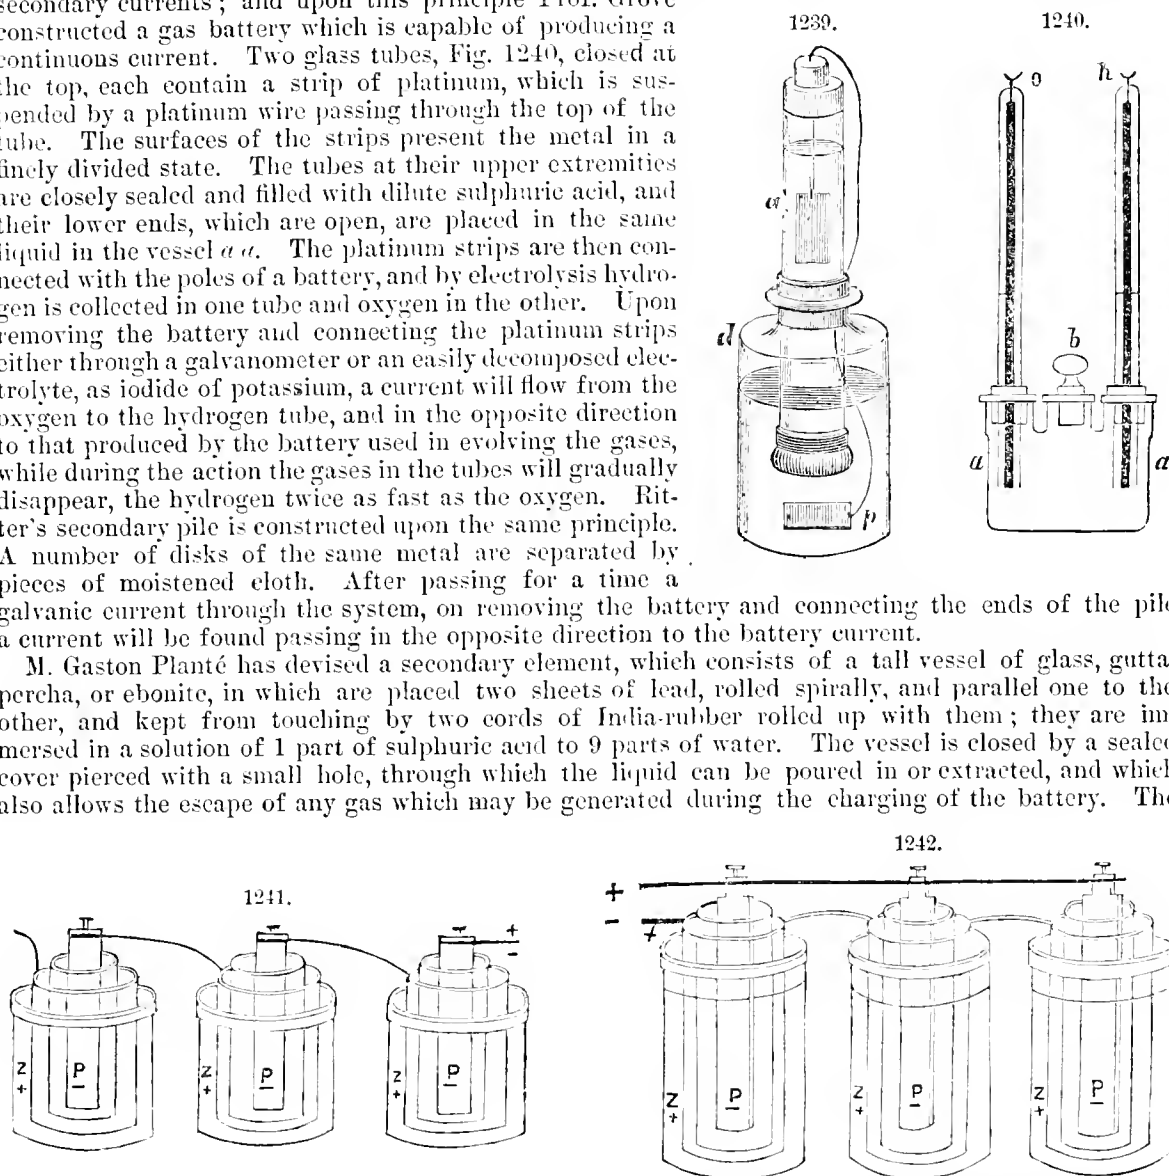 secondary currents; and upon this principle Prof. Grove
constructed a gas battery which is capable of producing a
continuous current. Two glass tubes, Fig. 1240, closed at
the top, each contain a strip of platinum, which is sus-
pended by a platinum wire passing through the top of the
tube. The surfaces of the strips present the metal in a
finely divided state. The tubes at their upper extremities
are closely sealed and filled with dilute sulphuric acid, and
their lower ends, which are open, are placed in the same
liquid in the vessel a a. The platinum strips are then con-
nected with the poles of a battery, and by electrolysis hydro-
gen is collected in one tube and oxygen in the other. Upon
removing the battery and connecting the platinum strips
either through a galvanometer or an easily decomposed elec-
trolyte, as iodide of potassium, a current will flow from the
oxygen to the hydrogen tube, and in the opposite direction
to that produced by the battery used in evolving the gases,
while during the action the gases in the tubes will gradually
disappear, the hydrogen twice as fast as the oxygen. Rit-
ter's secondary pile is constructed upon the same principle.
A number of disks of the same metal are separated by
pieces of moistened cloth. After passing for a time a
galvanic current through the system, on removing the battery and connecting the ends of the pile
a current will be found passing in the opposite direction to the battery current.
M. Gaston Planté has devised a secondary element, which consists of a tall vessel of glass, gutta
percha, or ebonite, in which are placed two sheets of lead, rolled spirally, and parallel one to the
other, and kept from touching by two cords of India-rubber rolled up with them; they are im
mersed in a solution of 1 part of sulphuric acid to 9 parts of water. The vessel is closed by a sealed
cover pierced with a small hole, through which the liquid can be poured in or extracted, and which
also allows the escape of any gas which may be generated during the charging of the battery. The
1239.
d
p
1240.
o
h
b
a
a
1241.
+
-
Z
+
P
-
Z
+
P
-
Z
+
P
-
1242.
+
-
+
Z
+
P
-
Z
+
P
-
Z
+
P
-